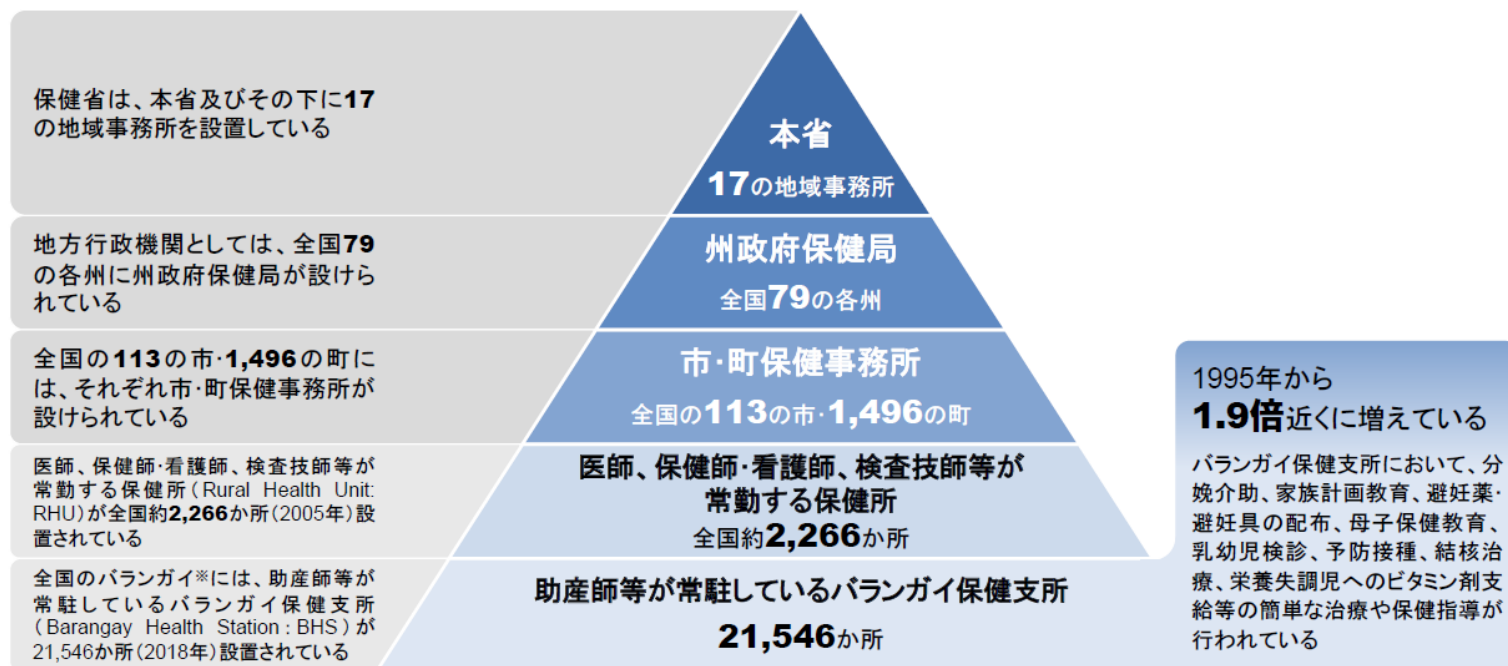 保健省は、本省及びその下に17
の地域事務所を設置している
本省
17の地域事務所
地方行政機関としては、全国79
の各州に州政府保健局が設けら
れている
州政府保健局
全国79の各州
全国の113の市･1,496の町に
は、それぞれ市･町保健事務所が
設けられている
市･町保健事務所
全国の113の市･1,496の町
医師、保健師･看護師、検査技師等が
常勤する保健所(Rural Health Unit:
RHU)が全国約2,266か所(2005年)設
置されている
医師、保健師･看護師、検査技師等が
常勤する保健所
全国約2,266か所
全国のバランガイ※には、助産師等が
常駐しているバランガイ保健支所
(Barangay Health Station : BHS)が
21,546か所(2018年)設置されている
助産師等が常駐しているバランガイ保健支所
21,546か所
1995年から
1.9倍近くに増えている
バランガイ保健支所において、分
娩介助、家族計画教育、避妊薬･
避妊具の配布、母子保健教育、
乳幼児検診、予防接種、結核治
療、栄養失調児へのビタミン剤支
給等の簡単な治療や保健指導が
行われている